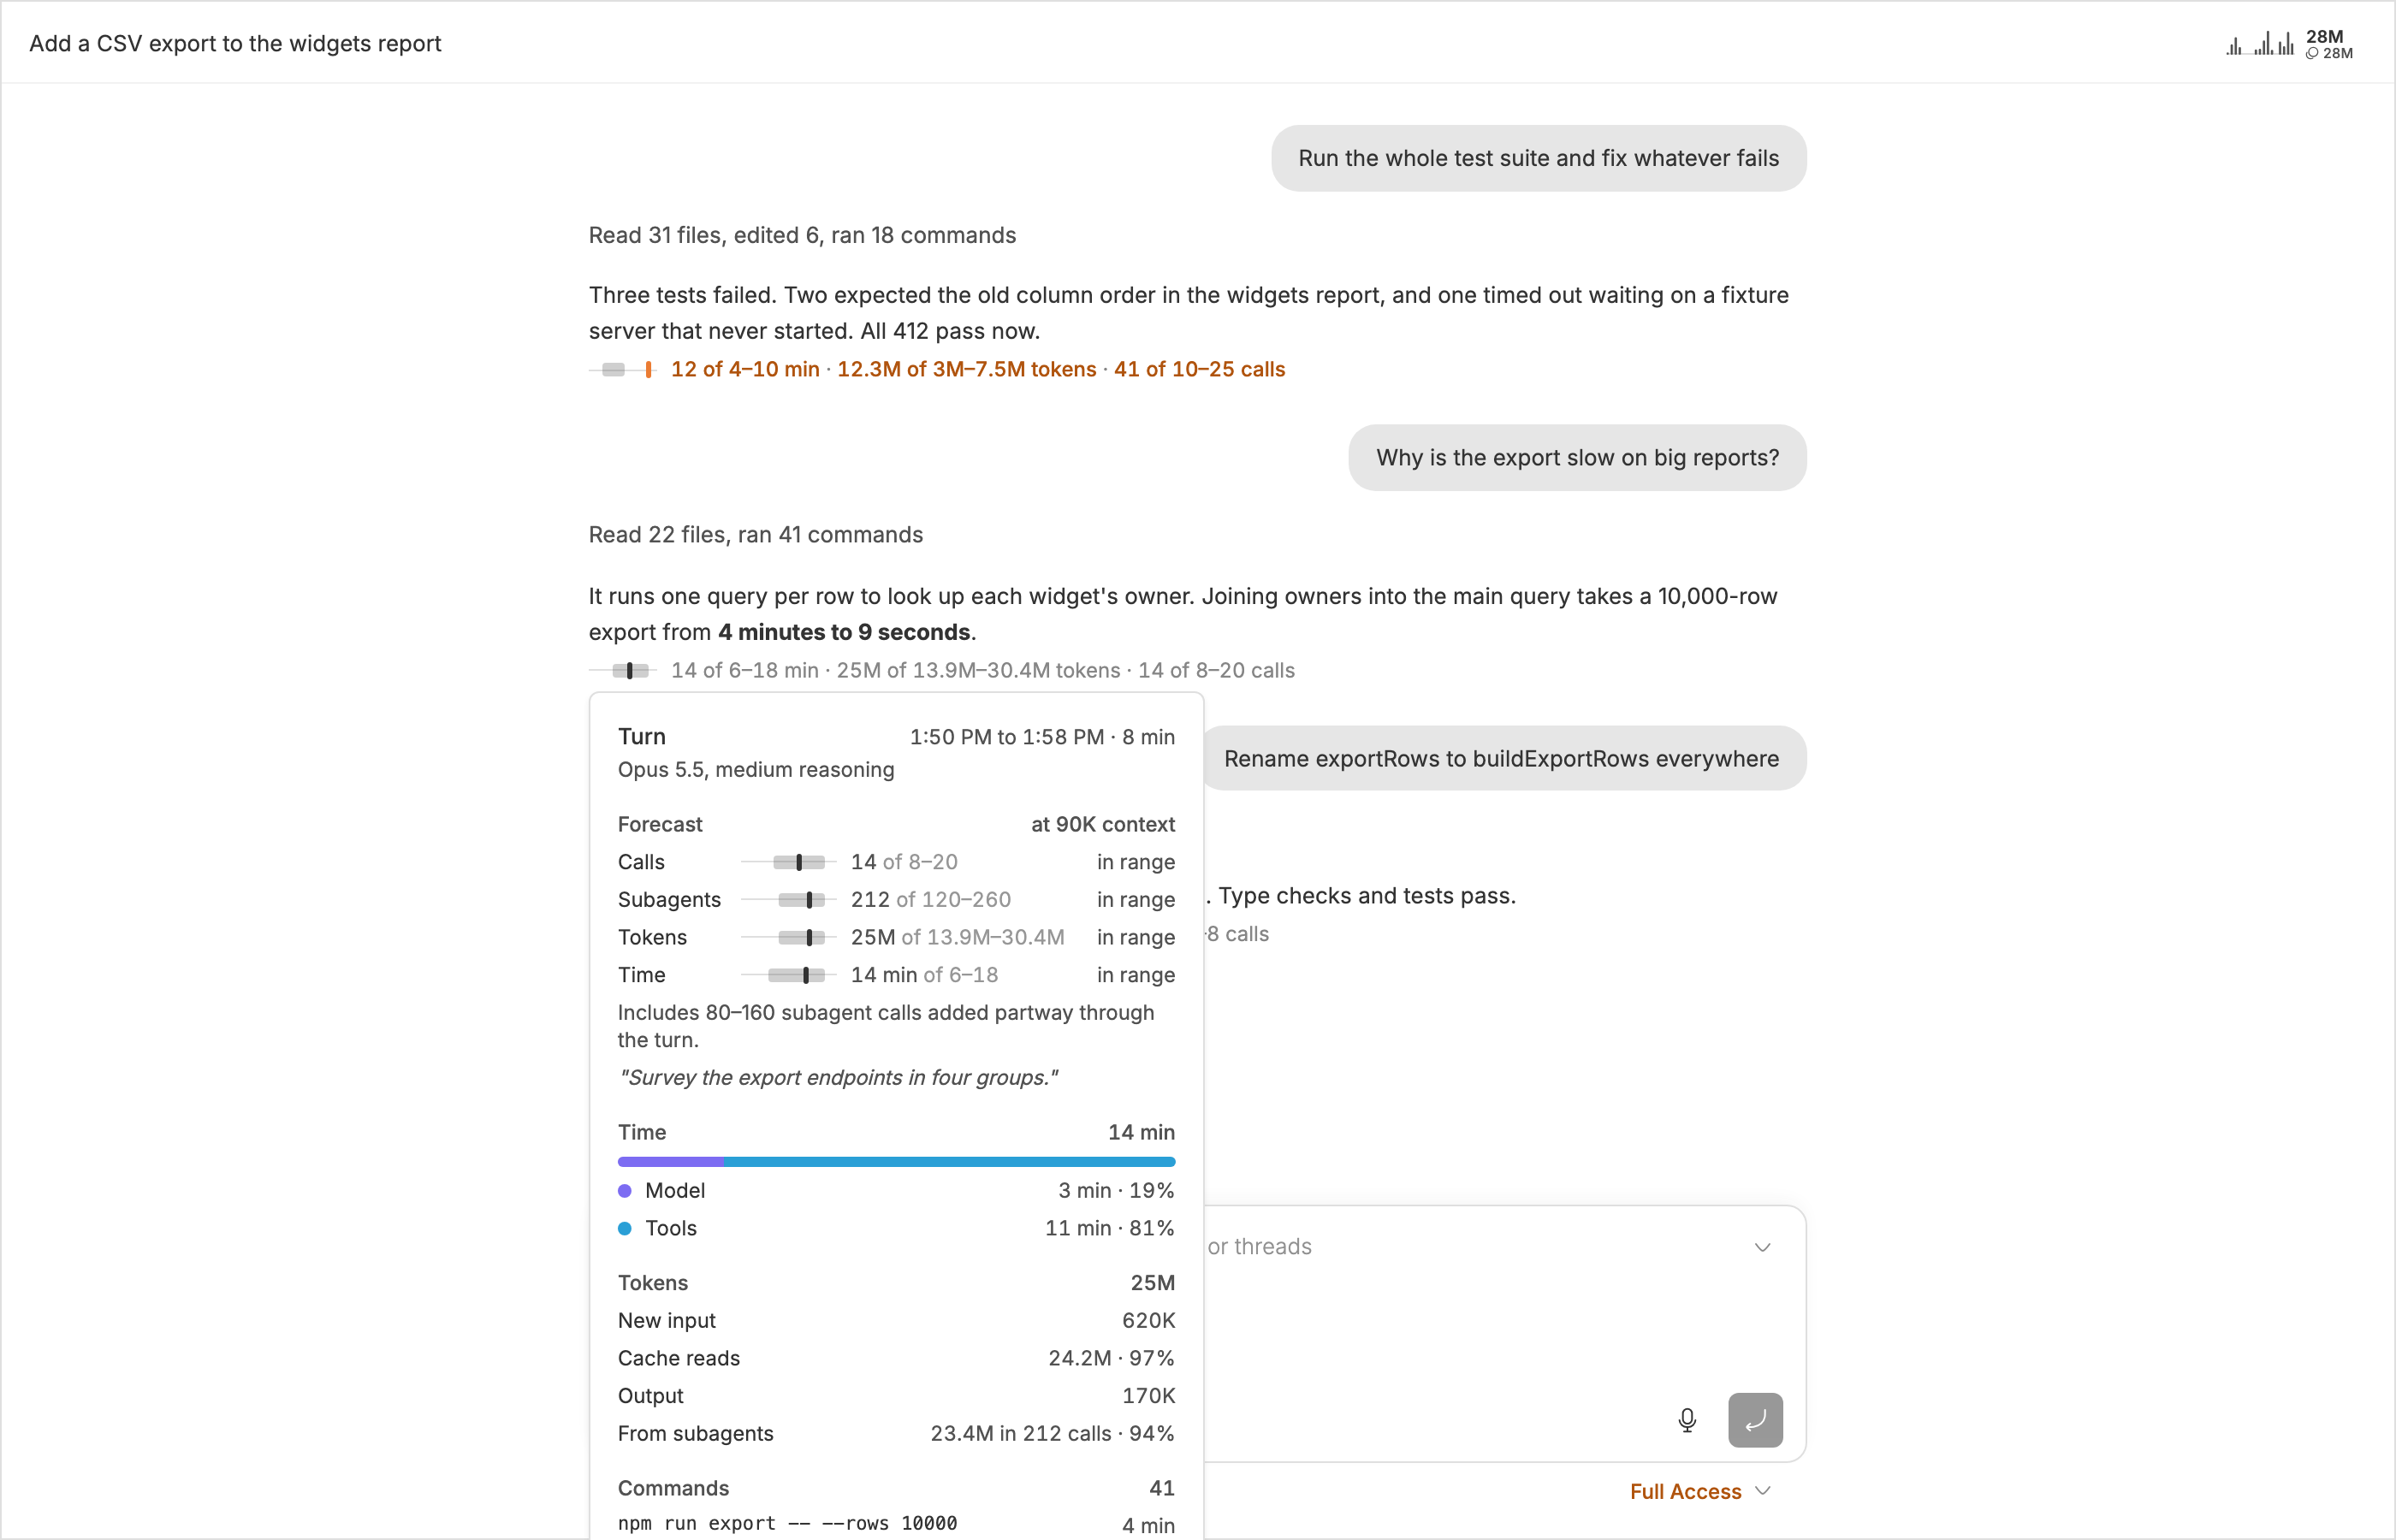 Add a CSV export to the widgets report
28M
28M
Run the whole test suite and fix whatever fails
Read 31 files, edited 6, ran 18 commands
Three tests failed. Two expected the old column order in the widgets report, and one timed out waiting on a fixture
server that never started. All 412 pass now.
12 of 4–10 min · 12.3M of 3M–7.5M tokens · 41 of 10–25 calls
Why is the export slow on big reports?
Read 22 files, ran 41 commands
It runs one query per row to look up each widget's owner. Joining owners into the main query takes a 10,000-row
export from 4 minutes to 9 seconds.
14 of 6–18 min · 25M of 13.9M–30.4M tokens · 14 of 8–20 calls
Turn 1:50 PM to 1:58 PM · 8 min
Opus 5.5, medium reasoning
Forecast at 90K context
Calls 14 of 8–20 in range
Subagents 212 of 120–260 in range
Tokens 25M of 13.9M–30.4M in range
Time 14 min of 6–18 in range
Includes 80–160 subagent calls added partway through
the turn.
"Survey the export endpoints in four groups."
Time 14 min
Model 3 min · 19%
Tools 11 min · 81%
Tokens 25M
New input 620K
Cache reads 24.2M · 97%
Output 170K
From subagents 23.4M in 212 calls · 94%
Commands 41
npm run export -- --rows 10000 4 min
Rename exportRows to buildExportRows everywhere
. Type checks and tests pass.
8 calls
or threads
Full Access